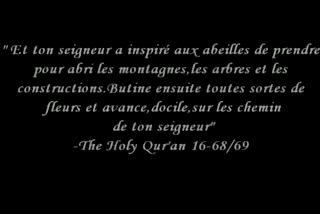 " Et ton seigneur a inspiré aux abeilles de prendre
pour abri les montagnes,les arbres et les
constructions.Butine ensuite toutes sortes de
fleurs et avance,docile,sur les chemin
de ton seigneur"
-The Holy Qur'an 16-68/69